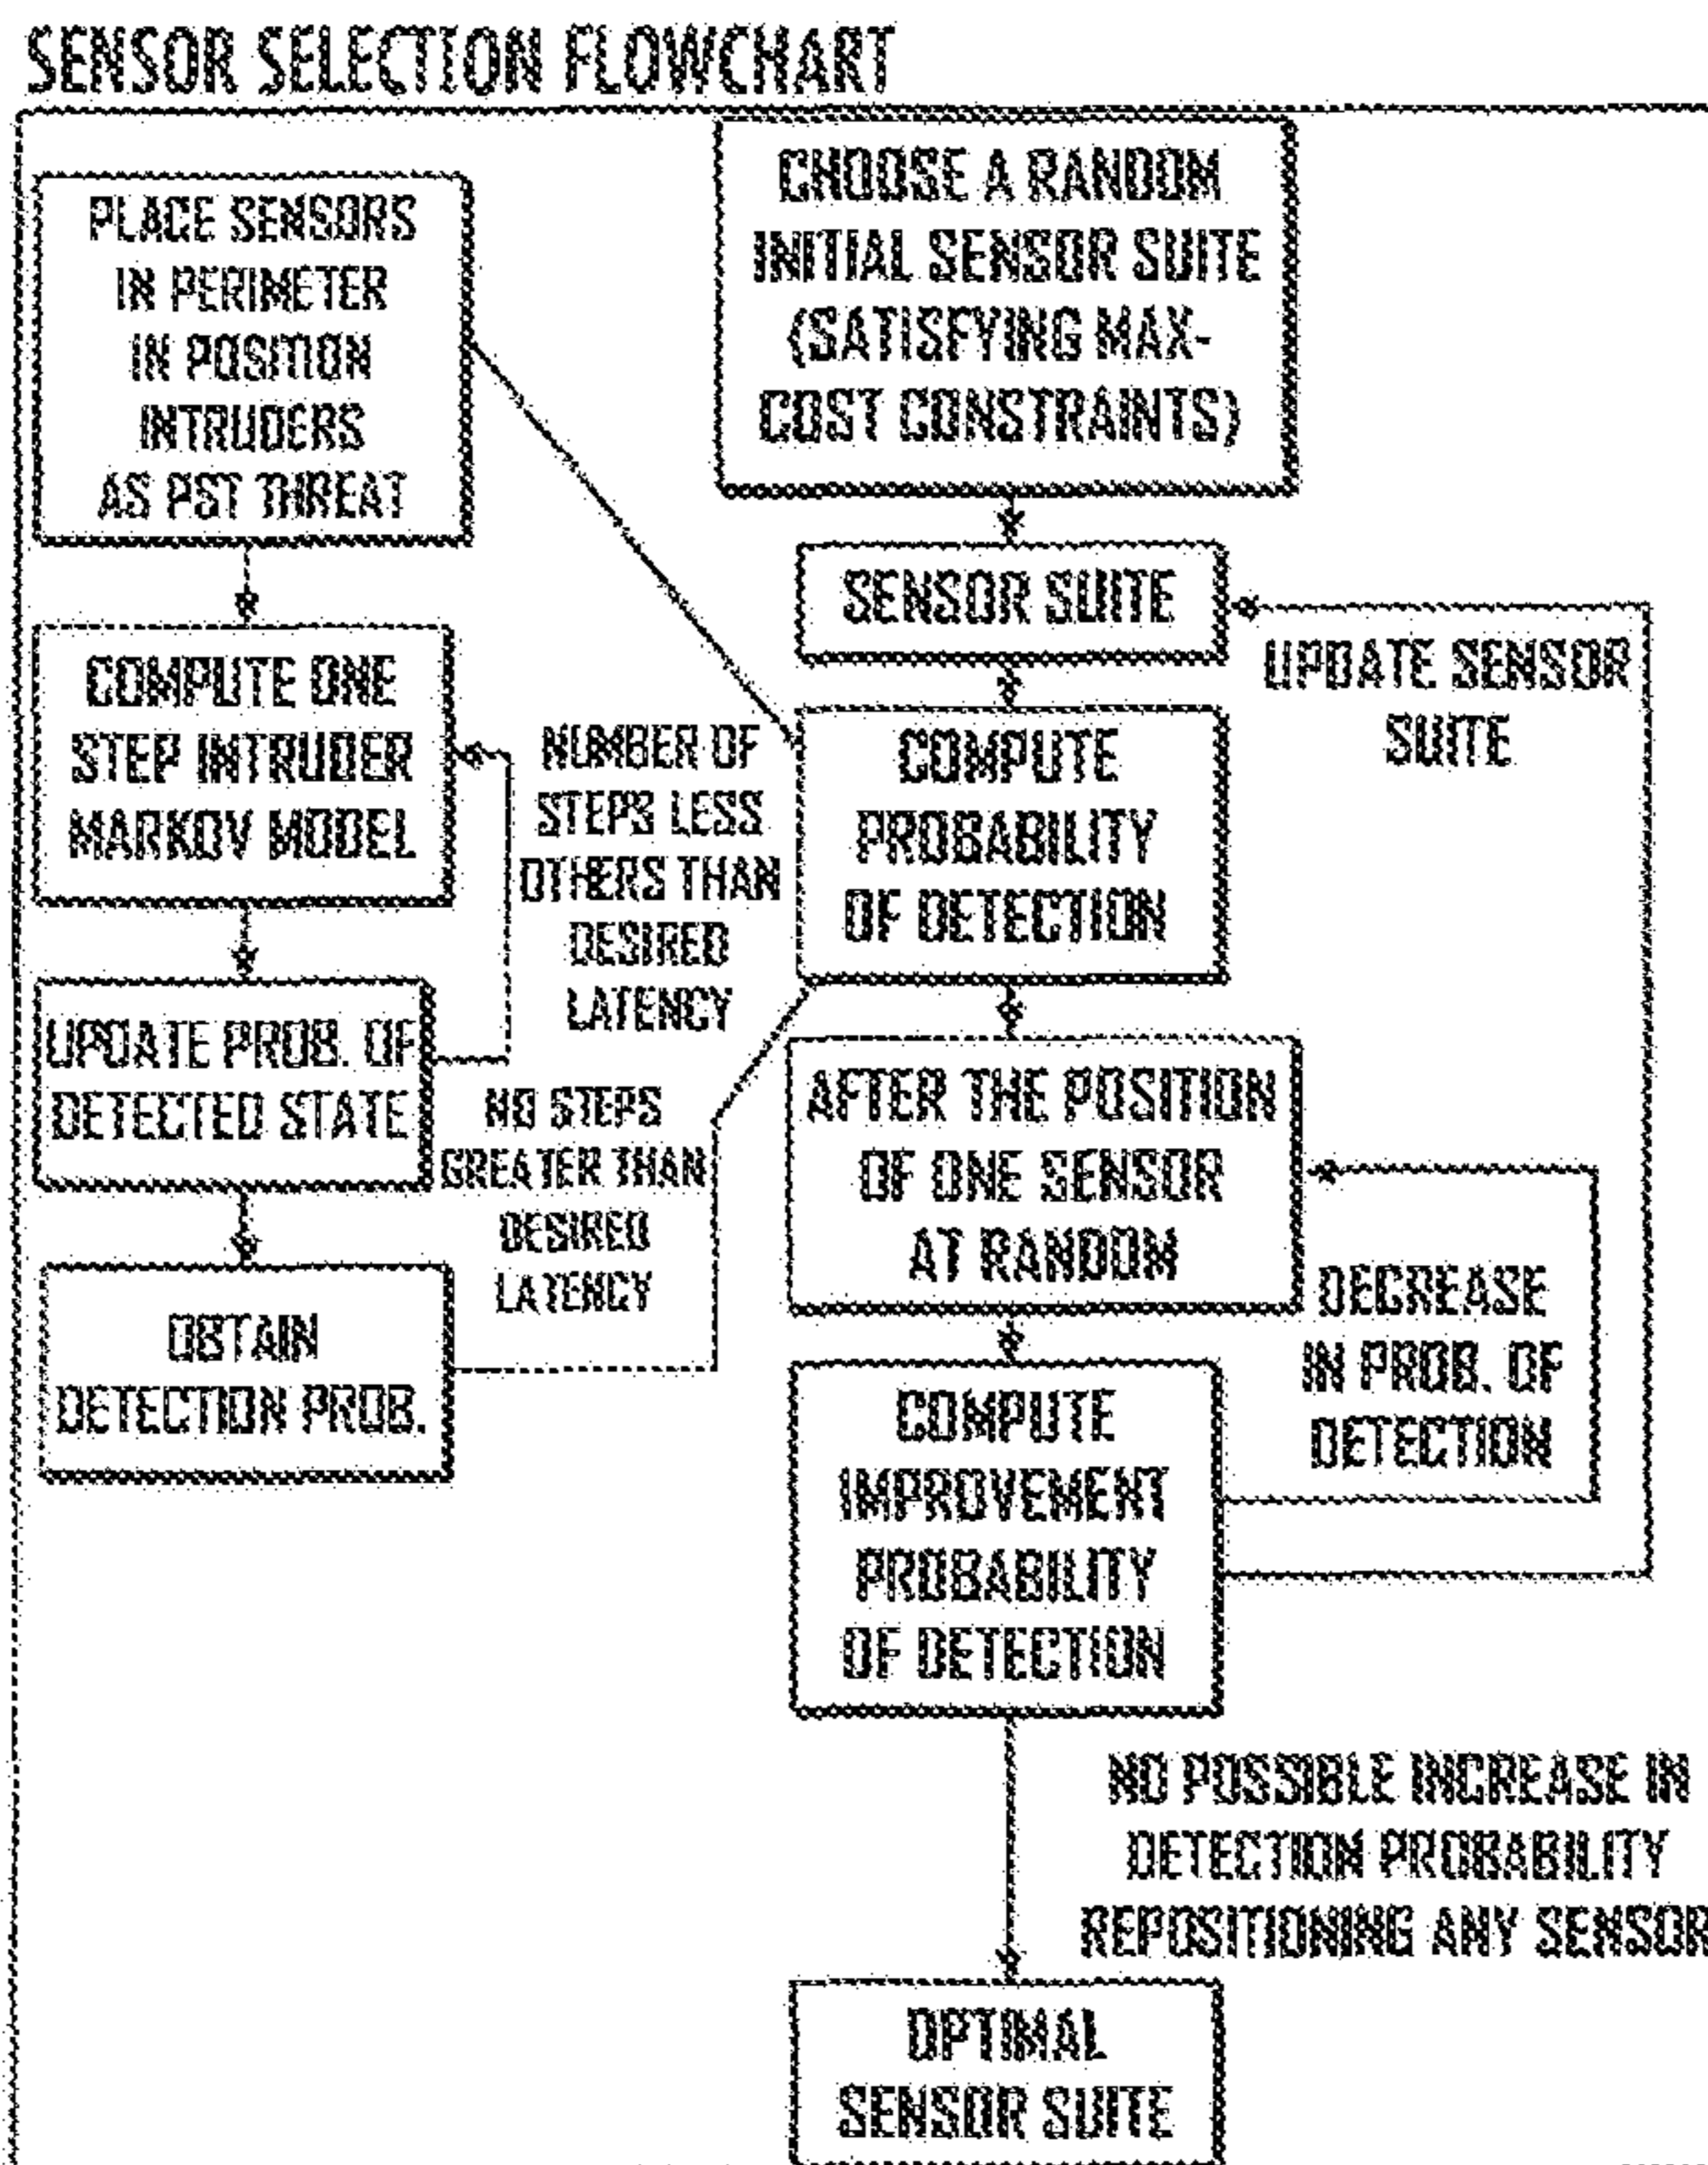 SENSOR SELECTION FLOWCHART
PLACE SENSORS
IN PERIMETER
IN POSITION
INTRUDERS
AS PST THREAT
COMPUTE ONE
STEP INTRUDER
MARKOV MODEL
UPDATE PROB. OF
DETECTED STATE
OBTAIN
DETECTION PROB.
NUMBER OF
STEPS LESS
OTHERS THAN
DESIRED
LATENCY
NO STEPS
GREATER THAN
DESIRED
LATENCY
CHOOSE A RANDOM
INITIAL SENSOR SUITE
(SATISFYING MAX-
COST CONSTRAINTS)
SENSOR SUITE
UPDATE SENSOR
SUITE
COMPUTE
PROBABILITY
OF DETECTION
AFTER THE POSITION
OF ONE SENSOR
AT RANDOM
DECREASE
IN PROB. OF
DETECTION
COMPUTE
IMPROVEMENT
PROBABILITY
OF DETECTION
NO POSSIBLE INCREASE IN
DETECTION PROBABILITY
REPOSITIONING ANY SENSOR
OPTIMAL
SENSOR SUITE